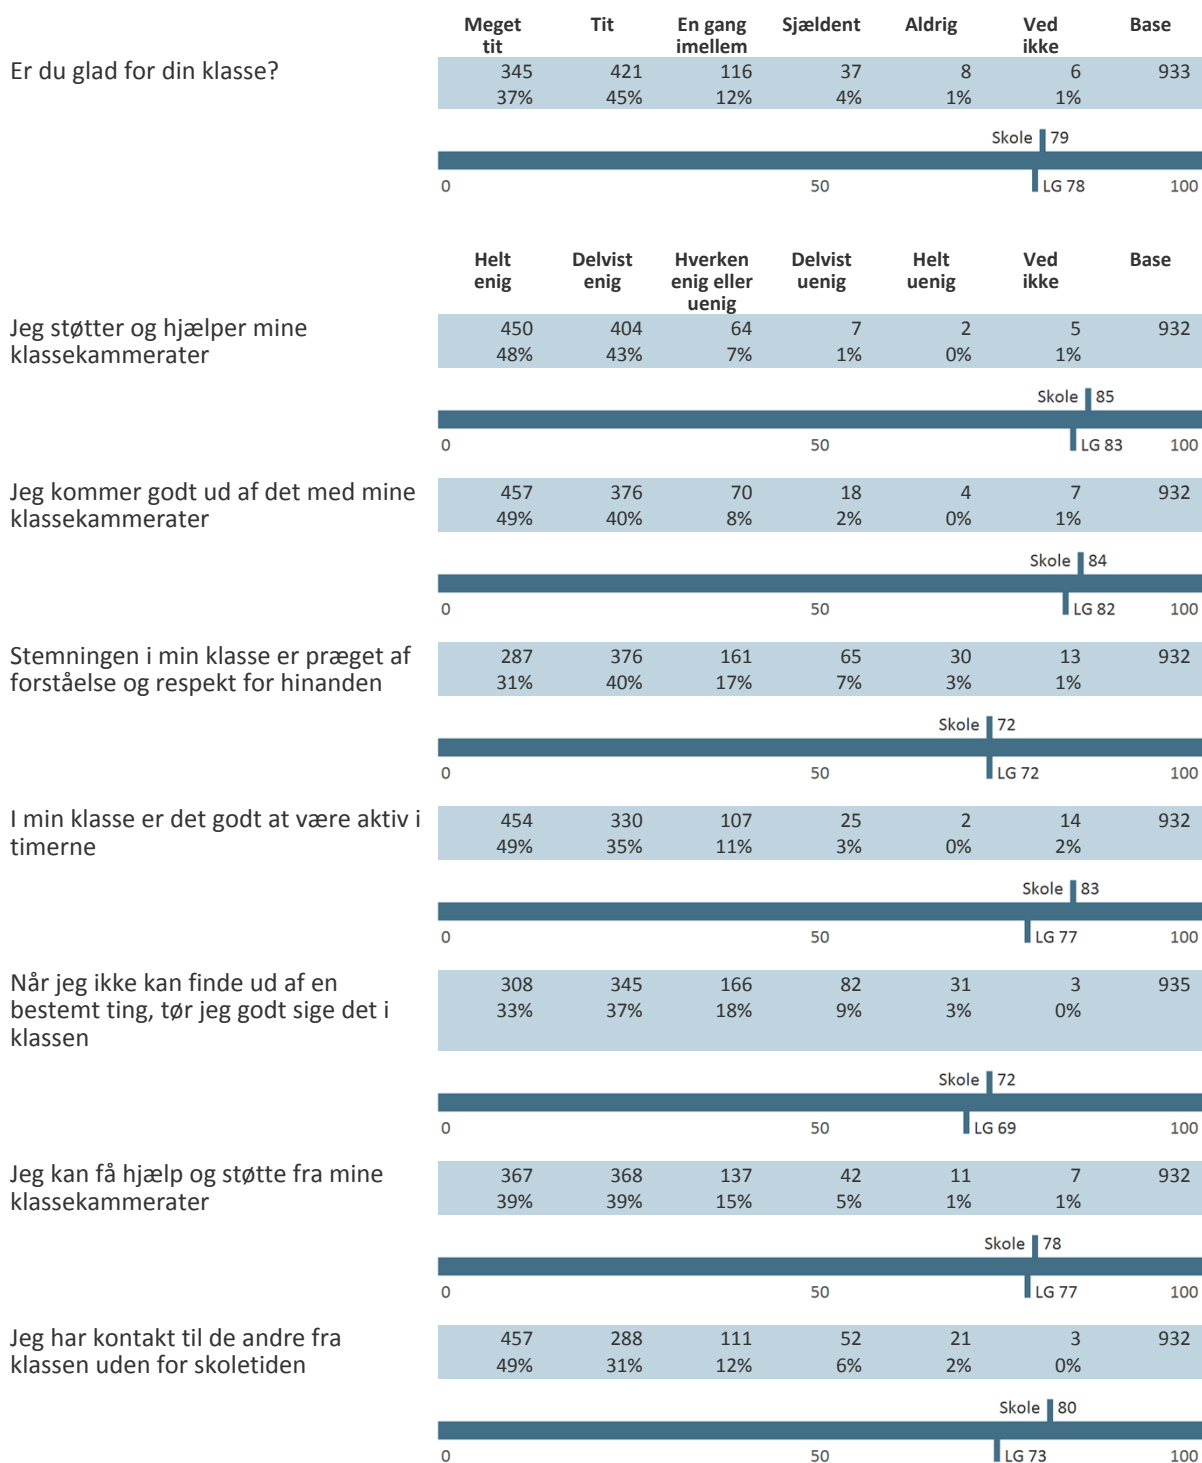 Meget tit Tit En gang imellem Sjældent Aldrig Ved ikke Base
Er du glad for din klasse?
345 421 116 37 8 6 933
37% 45% 12% 4% 1% 1%
Skole 79
0 50 LG 78 100
Helt enig Delvist enig Hverken enig eller uenig Delvist uenig Helt uenig Ved ikke Base
Jeg støtter og hjælper mine
klassekammerater
450 404 64 7 2 5 932
48% 43% 7% 1% 0% 1%
Skole 85
0 50 LG 83 100
Jeg kommer godt ud af det med mine
klassekammerater
457 376 70 18 4 7 932
49% 40% 8% 2% 0% 1%
Skole 84
0 50 LG 82 100
Stemningen i min klasse er præget af
forståelse og respekt for hinanden
287 376 161 65 30 13 932
31% 40% 17% 7% 3% 1%
Skole 72
0 50 LG 72 100
I min klasse er det godt at være aktiv i
timerne
454 330 107 25 2 14 932
49% 35% 11% 3% 0% 2%
Skole 83
0 50 LG 77 100
Når jeg ikke kan finde ud af en
bestemt ting, tør jeg godt sige det i
klassen
308 345 166 82 31 3 935
33% 37% 18% 9% 3% 0%
Skole 72
0 50 LG 69 100
Jeg kan få hjælp og støtte fra mine
klassekammerater
367 368 137 42 11 7 932
39% 39% 15% 5% 1% 1%
Skole 78
0 50 LG 77 100
Jeg har kontakt til de andre fra
klassen uden for skoletiden
457 288 111 52 21 3 932
49% 31% 12% 6% 2% 0%
Skole 80
0 50 LG 73 100